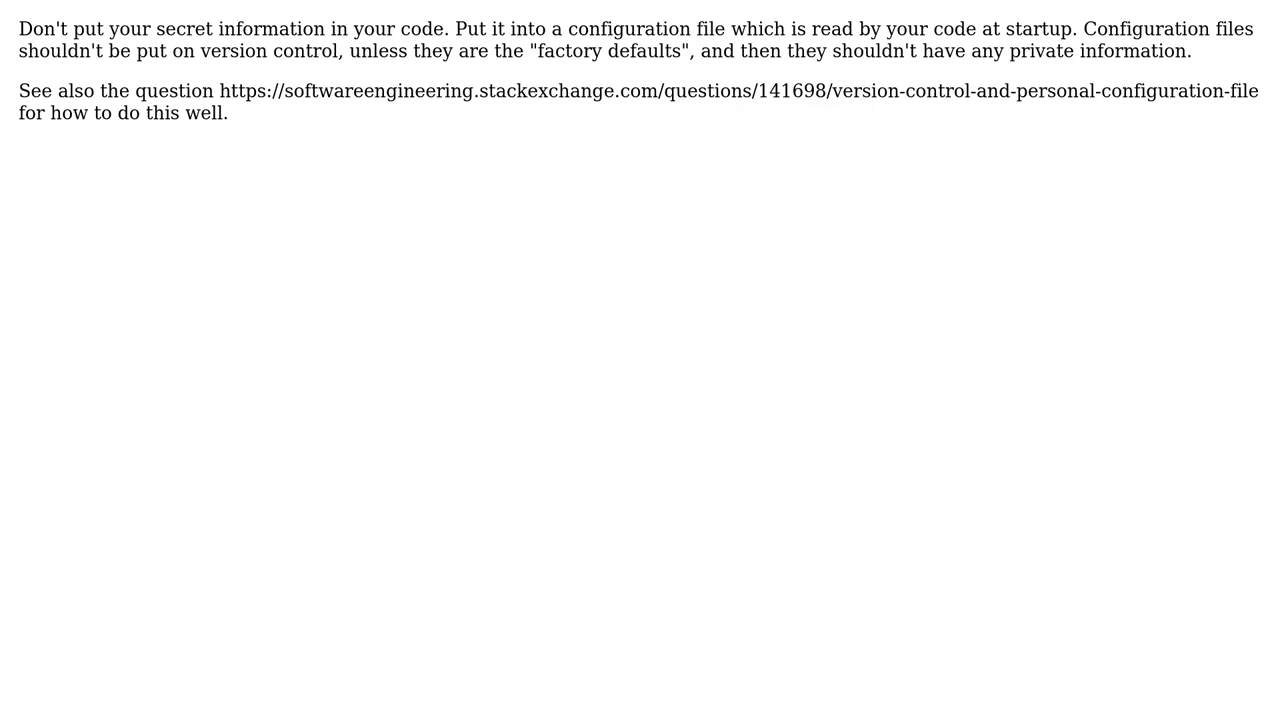 Don't put your secret information in your code. Put it into a configuration file which is read by your code at startup. Configuration files
shouldn't be put on version control, unless they are the "factory defaults", and then they shouldn't have any private information.
See also the question https://softwareengineering.stackexchange.com/questions/141698/version-control-and-personal-configuration-file
for how to do this well.